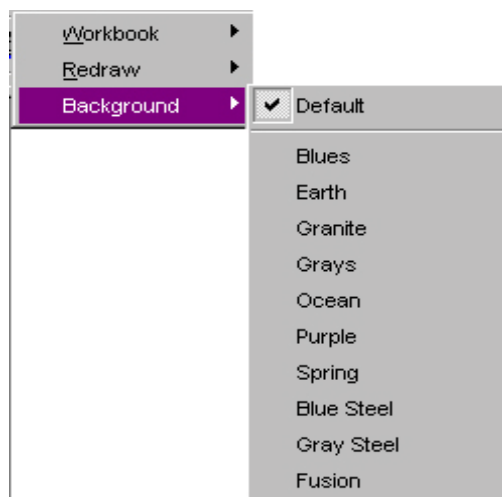 Workbook
Redraw
Background
Default
Blues
Earth
Granite
Grays
Ocean
Purple
Spring
Blue Steel
Gray Steel
Fusion